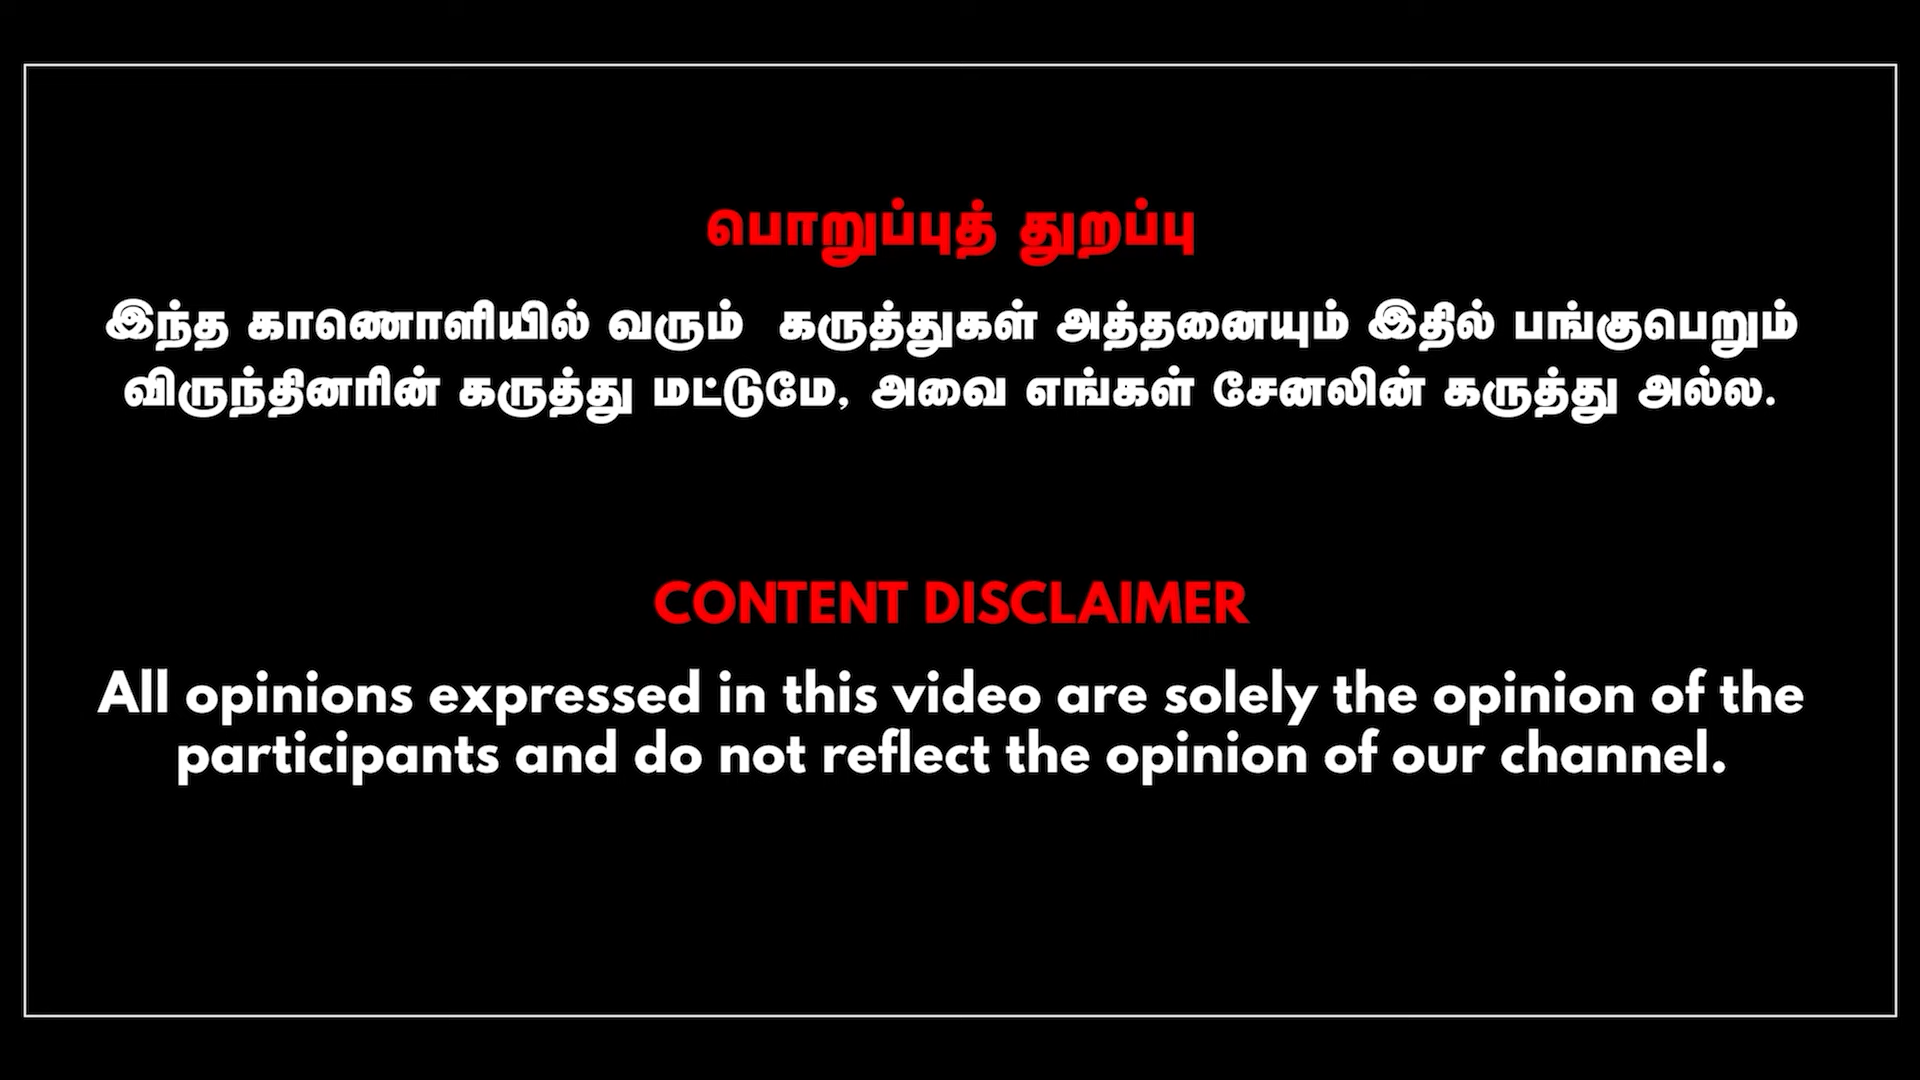 பொறுப்புத் துறப்பு
இந்த காணொளியில் வரும் கருத்துகள் அத்தனையும் இதில் பங்குபெறும்
விருந்தினரின் கருத்து மட்டுமே, அவை எங்கள் சேனலின் கருத்து அல்ல.
CONTENT DISCLAIMER
All opinions expressed in this video are solely the opinion of the
participants and do not reflect the opinion of our channel.